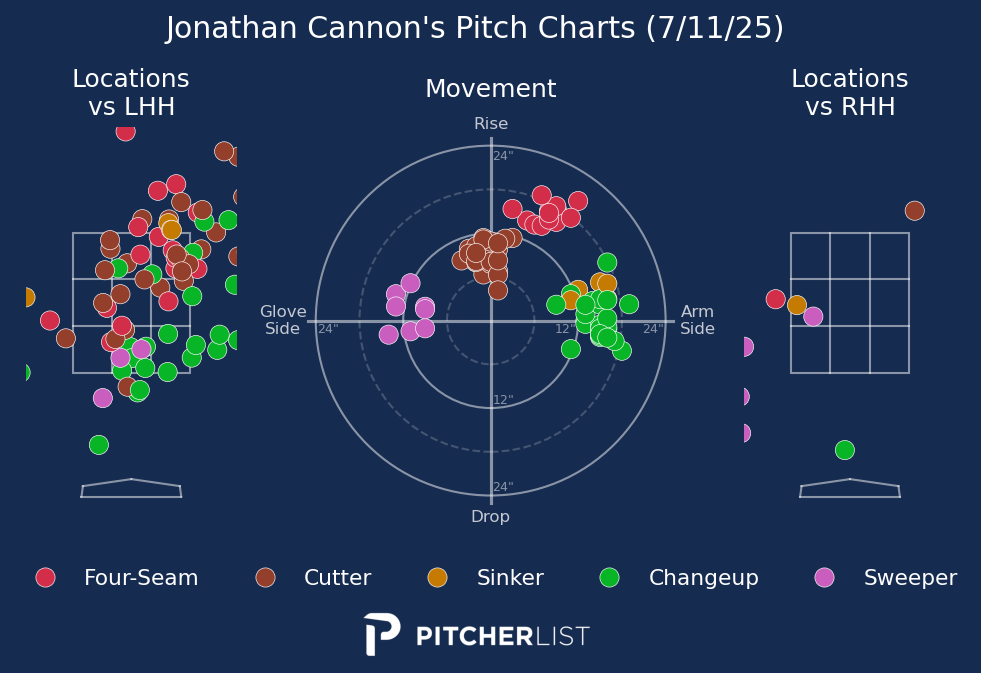 Jonathan Cannon's Pitch Charts (7/11/25)
Locations
vs LHH
Movement
Locations
vs RHH
Rise
24"
Glove
Side
24"
12"
24"
Arm
Side
12"
24"
Drop
Four-Seam
Cutter
Sinker
Changeup
Sweeper
PITCHERLIST